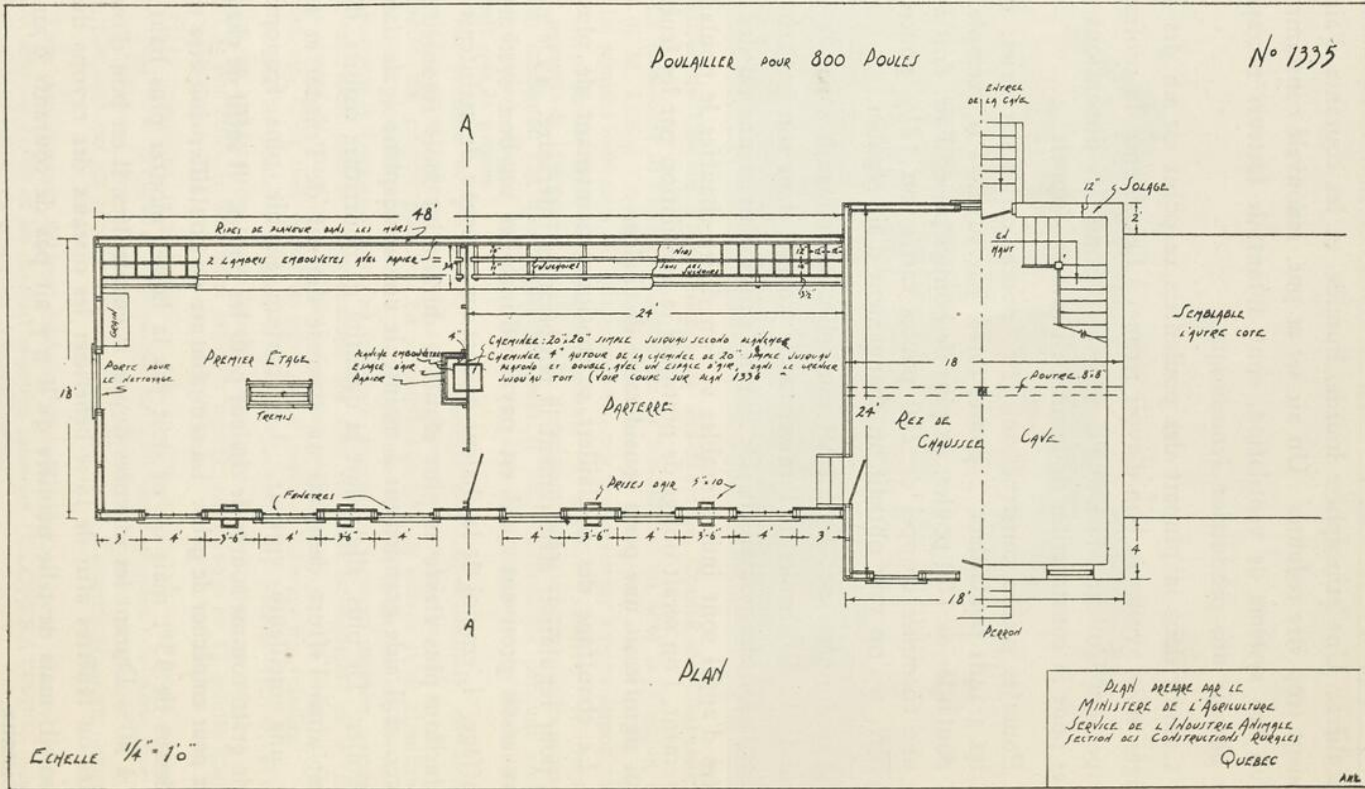 POULAILLER POUR 800 POULES
Nº 1335
ENTREE
DE LA CAVE
A
12"
SOLAGE
2'
48'
RIDES DE PLANEUR DANS LES MURS
2 LAMBRIS EMBOUVETES AVEC PAPIER
JUCHOIRS
NIDS
SOUS LES
JUCHOIRS
EN
HAUT
24'
GRAIN
SEMBLABLE
L'AUTRE COTE
18'
PORTE POUR
LE NETTOYAGE
PREMIER ETAGE
TREMIS
4"
PLANCHE EMBOUVETEE
ESPACE D'AIR
PAPIER
CHEMINEE: 20"x20" SIMPLE JUSQU'AU SECOND PLANCHER
CHEMINEE 4" AUTOUR DE LA CHEMINEE DE 20" SIMPLE JUSQU'AU
PLAFOND ET DOUBLE, AVEC UN ESPACE D'AIR, DANS LE GRENIER
JUSQU'AU TOIT (VOIR COUPE SUR PLAN 1336
PARTERRE
18
POUTRE 8"x8"
24'
REZ DE
CHAUSSEE
CAVE
FENETRES
PRISES D'AIR 5"x10"
3' 4' 3'-6" 4' 3'-6" 4' 4' 3'-6" 4' 3'-6" 4' 3'
4
18'
A
PERRON
PLAN
ECHELLE 1/4" = 1'0"
PLAN PREPARE PAR LE
MINISTERE DE L'AGRICULTURE
SERVICE DE L'INDUSTRIE ANIMALE
SECTION DES CONSTRUCTIONS RURALES
QUEBEC